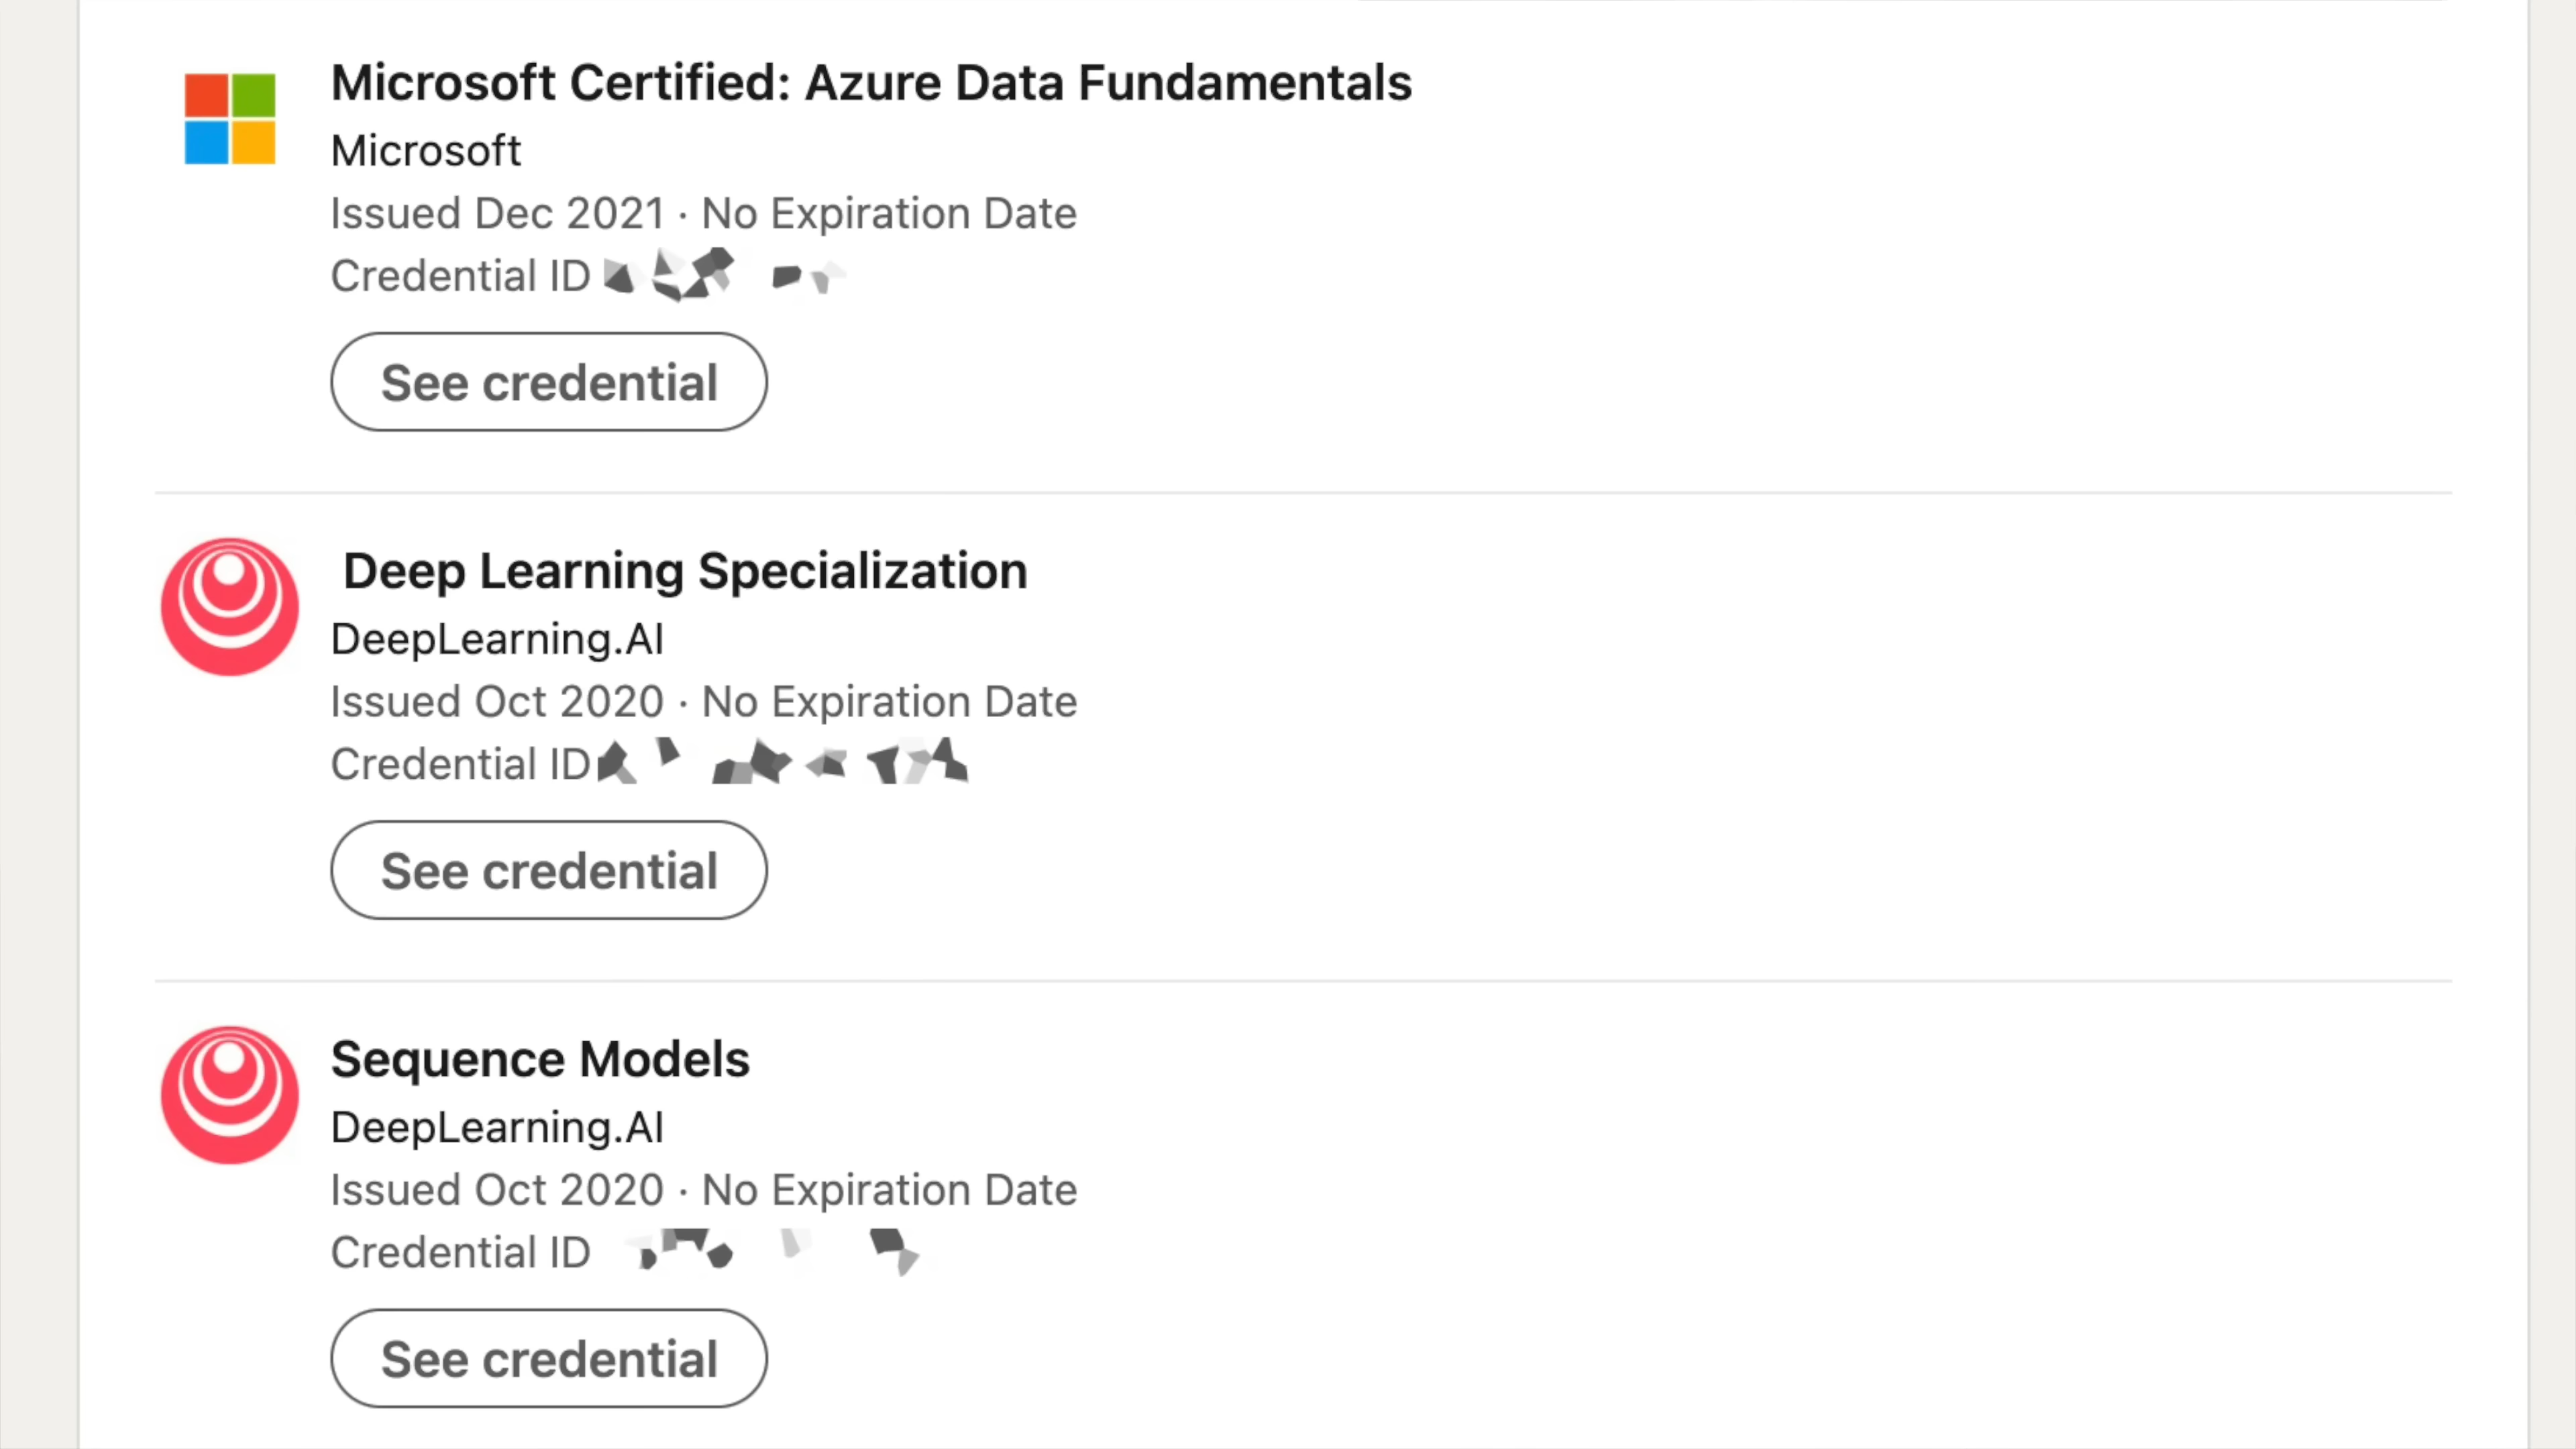 Microsoft Certified: Azure Data Fundamentals
Microsoft
Issued Dec 2021 · No Expiration Date
Credential ID
See credential
Deep Learning Specialization
DeepLearning.AI
Issued Oct 2020 · No Expiration Date
Credential ID
See credential
Sequence Models
DeepLearning.AI
Issued Oct 2020 · No Expiration Date
Credential ID
See credential